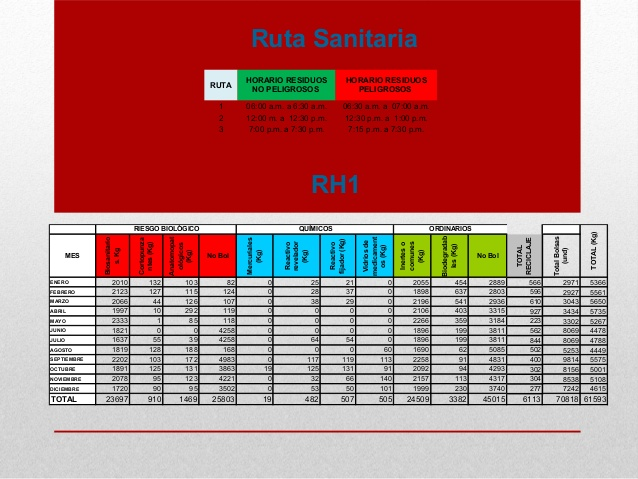 Ruta Sanitaria
RUTA HORARIO RESIDUOS NO PELIGROSOS HORARIO RESIDUOS PELIGROSOS
1 06:00 a.m. a 6:30 a.m. 06:30 a.m. a 07:00 a.m.
2 12:00 m. a 12:30 p.m. 12:30 p.m. a 1:00 p.m.
3 7:00 p.m. a 7:30 p.m. 7:15 p.m. a 7:30 p.m.
RH1
RIESGO BIOLÓGICO QUÍMICOS ORDINARIOS
MES Biosanitarios Kg Cortopunzantes (Kg) Anatomopatológicos (Kg) No Bol Mercuriales (Kg) Reactivo revelador (Kg) Reactivo fijador (Kg) Vidrios de medicamentos (Kg) Inertes o comunes (Kg) Biodegradables (Kg) No Bol TOTAL RECICLAJE Total Bolsas (und) TOTAL (Kg)
ENERO 2010 132 103 82 0 25 21 0 2055 454 2889 566 2971 5366
FEBRERO 2123 127 115 124 0 28 37 0 1898 637 2803 596 2927 5561
MARZO 2066 44 126 107 0 38 29 0 2196 541 2936 610 3043 5650
ABRIL 1997 10 292 119 0 0 0 0 2106 403 3315 927 3434 5735
MAYO 2333 1 85 118 0 0 0 0 2266 359 3184 223 3302 5267
JUNIO 1821 0 0 4258 0 0 0 0 1896 199 3811 562 8069 4478
JULIO 1637 55 39 4258 0 64 54 0 1896 199 3811 844 8069 4788
AGOSTO 1819 128 188 168 0 0 0 60 1690 62 5085 502 5253 4449
SEPTIEMBRE 2202 103 172 4983 0 117 119 113 2258 91 4831 400 9814 5575
OCTUBRE 1891 125 131 3863 19 125 131 91 2092 94 4293 302 8156 5001
NOVIEMBRE 2078 95 123 4221 0 32 66 140 2157 113 4317 304 8538 5108
DICIEMBRE 1720 90 95 3502 0 53 50 101 1999 230 3740 277 7242 4615
TOTAL 23697 910 1469 25803 19 482 507 505 24509 3382 45015 6113 70818 61593